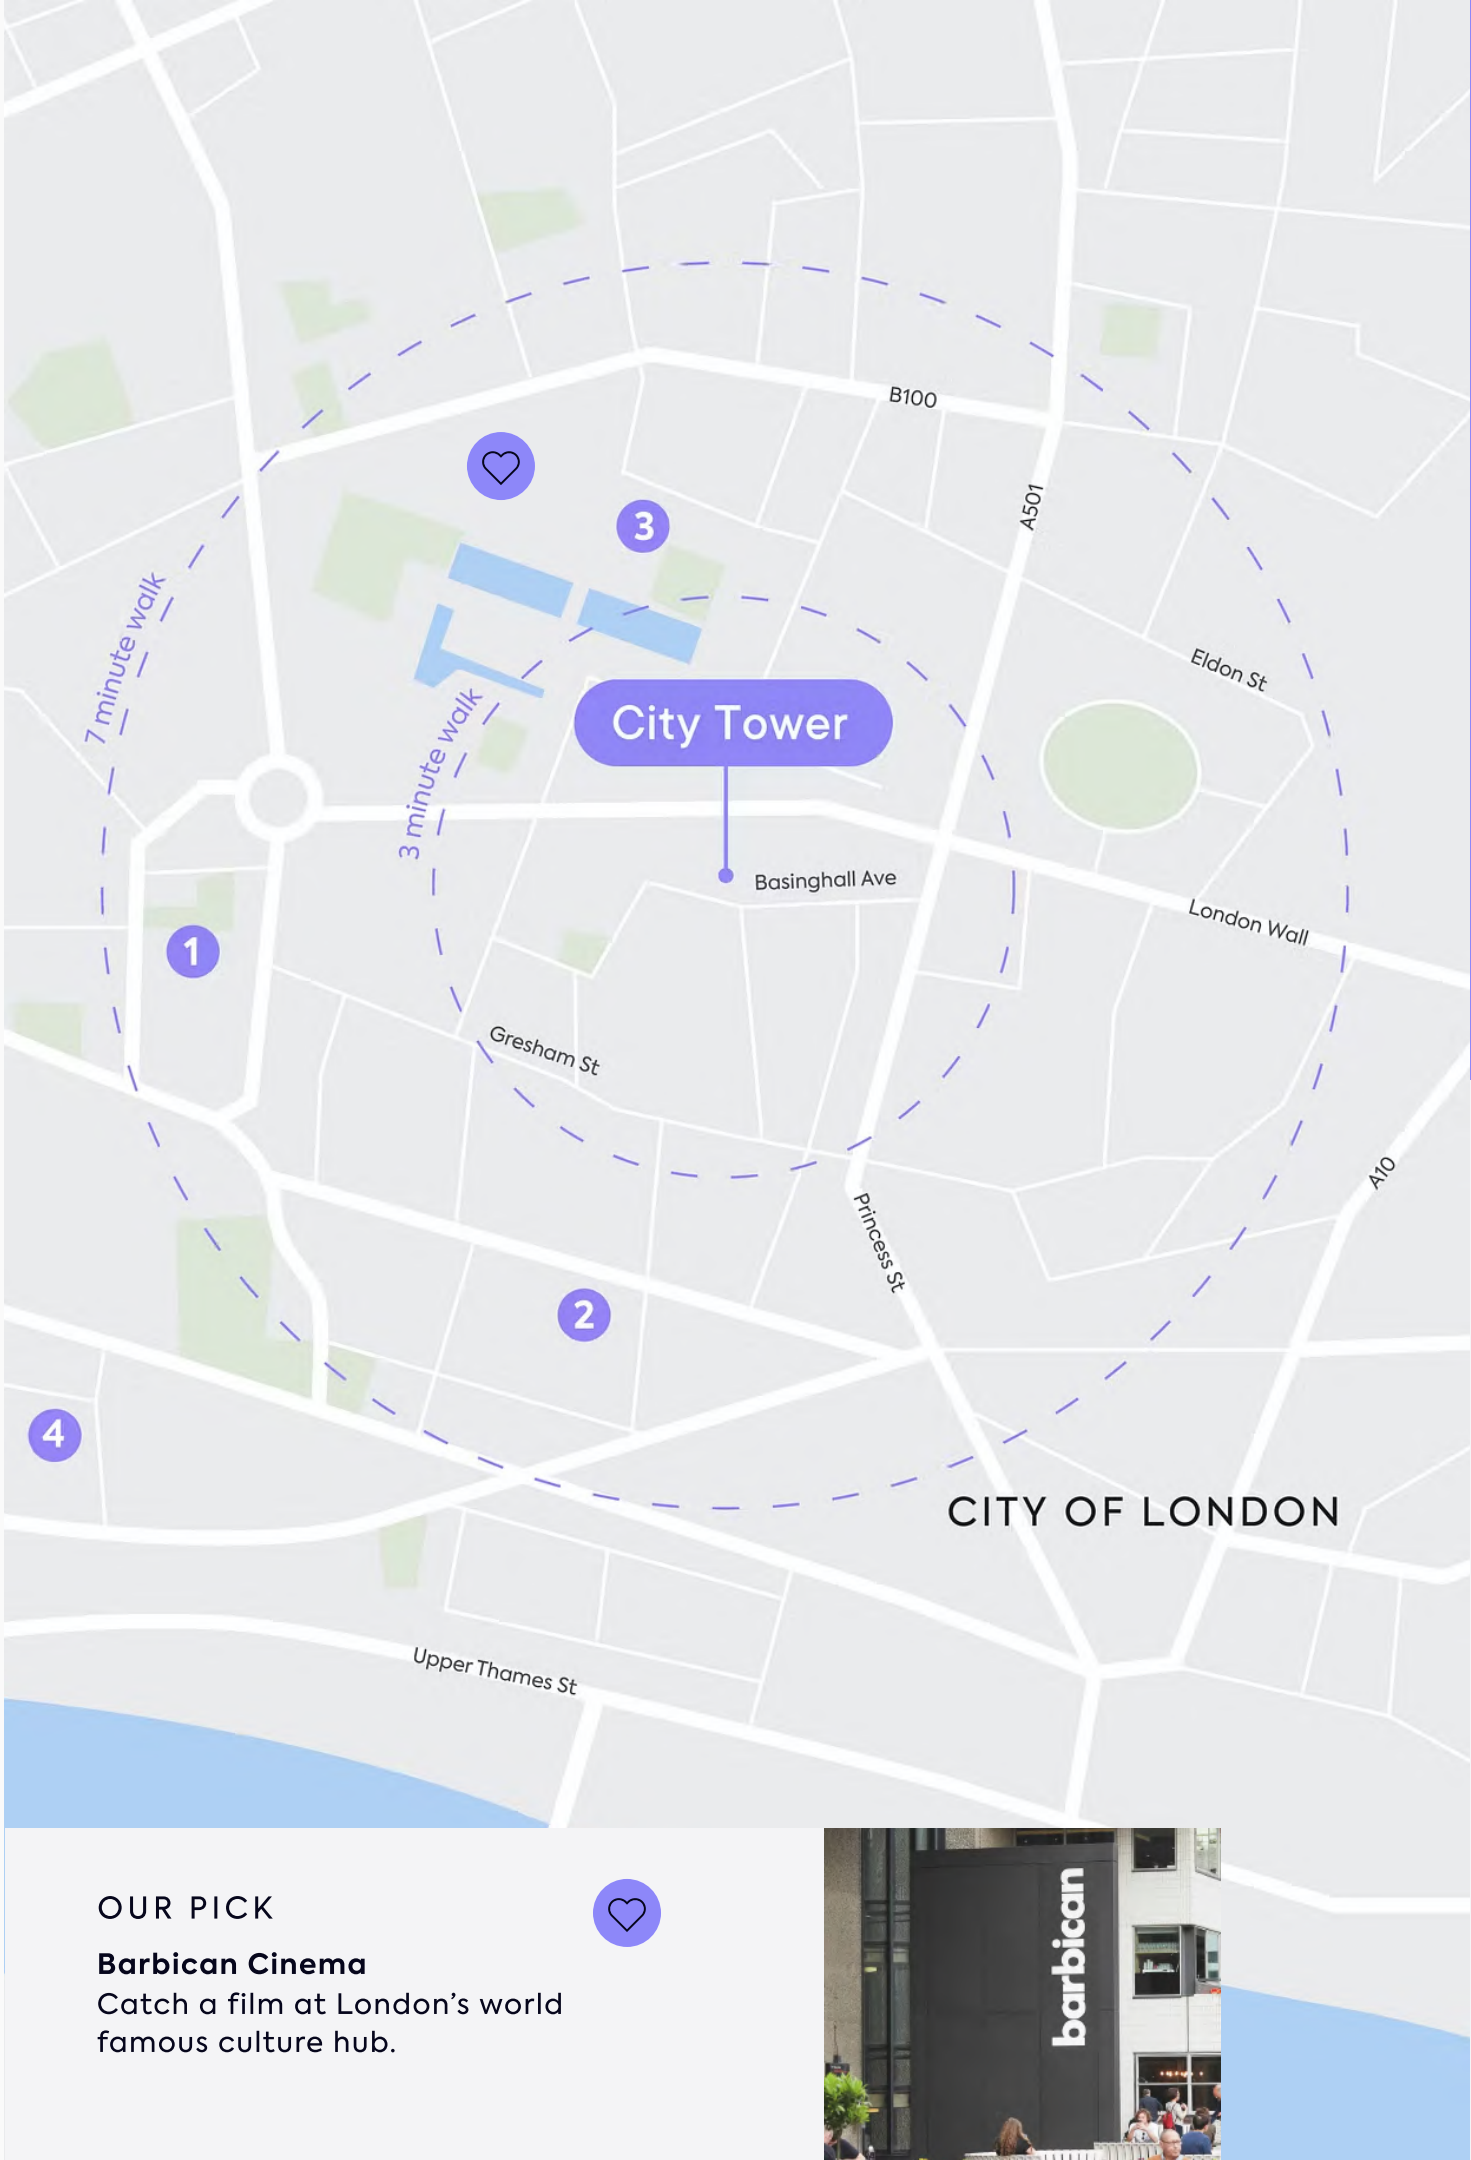 B100
A501
3
7 minute walk
Eldon St
3 minute walk
City Tower
Basinghall Ave
London Wall
1
Gresham St
A10
Princess St
2
4
CITY OF LONDON
Upper Thames St
OUR PICK
Barbican Cinema
Catch a film at London’s world
famous culture hub.
barbican